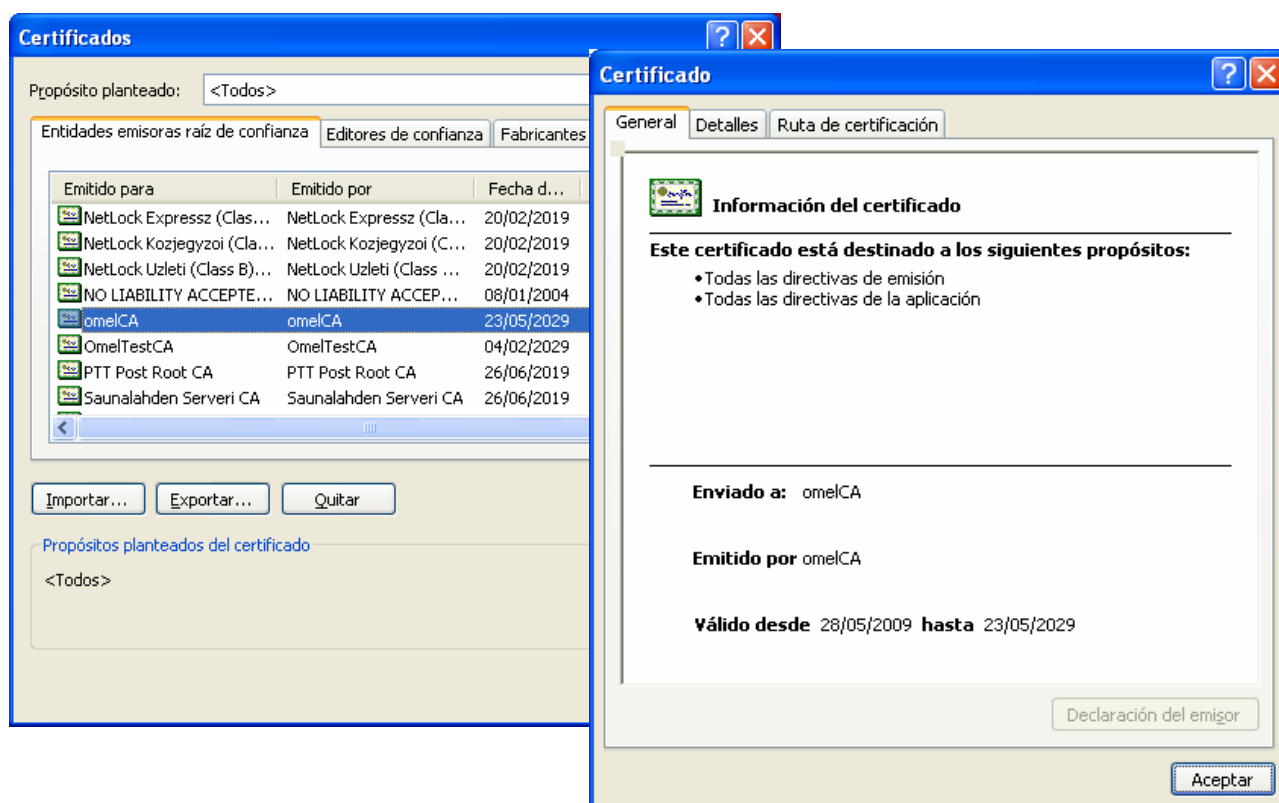 Certificados
Propósito planteado: <Todos>
Entidades emisoras raíz de confianza Editores de confianza Fabricantes
Emitido para Emitido por Fecha d...
NetLock Expressz (Clas... NetLock Expressz (Cla... 20/02/2019
NetLock Kozjegyzoi (Cla... NetLock Kozjegyzoi (C... 20/02/2019
NetLock Uzleti (Class B)... NetLock Uzleti (Class ... 20/02/2019
NO LIABILITY ACCEPTE... NO LIABILITY ACCEP... 08/01/2004
omelCA omelCA 23/05/2029
OmelTestCA OmelTestCA 04/02/2029
PTT Post Root CA PTT Post Root CA 26/06/2019
Saunalahden Serveri CA Saunalahden Serveri CA 26/06/2019
Importar... Exportar... Quitar
Propósitos planteados del certificado
<Todos>
Certificado
General Detalles Ruta de certificación
Información del certificado
Este certificado está destinado a los siguientes propósitos:
•Todas las directivas de emisión
•Todas las directivas de la aplicación
Enviado a: omelCA
Emitido por omelCA
Válido desde 28/05/2009 hasta 23/05/2029
Declaración del emisor
Aceptar